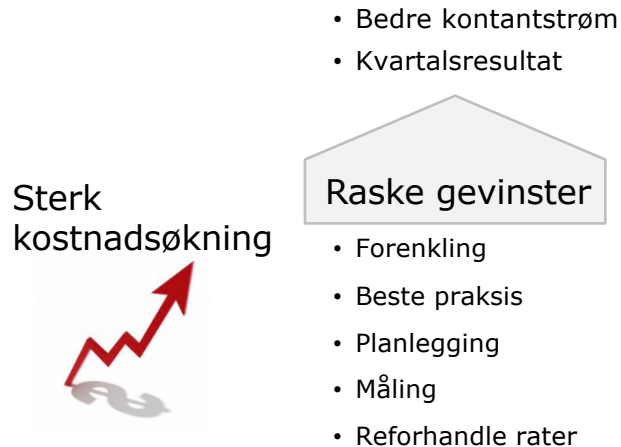 • Bedre kontantstrøm
• Kvartalsresultat
Sterk
kostnadsøkning
Raske gevinster
• Forenkling
• Beste praksis
• Planlegging
• Måling
• Reforhandle rater